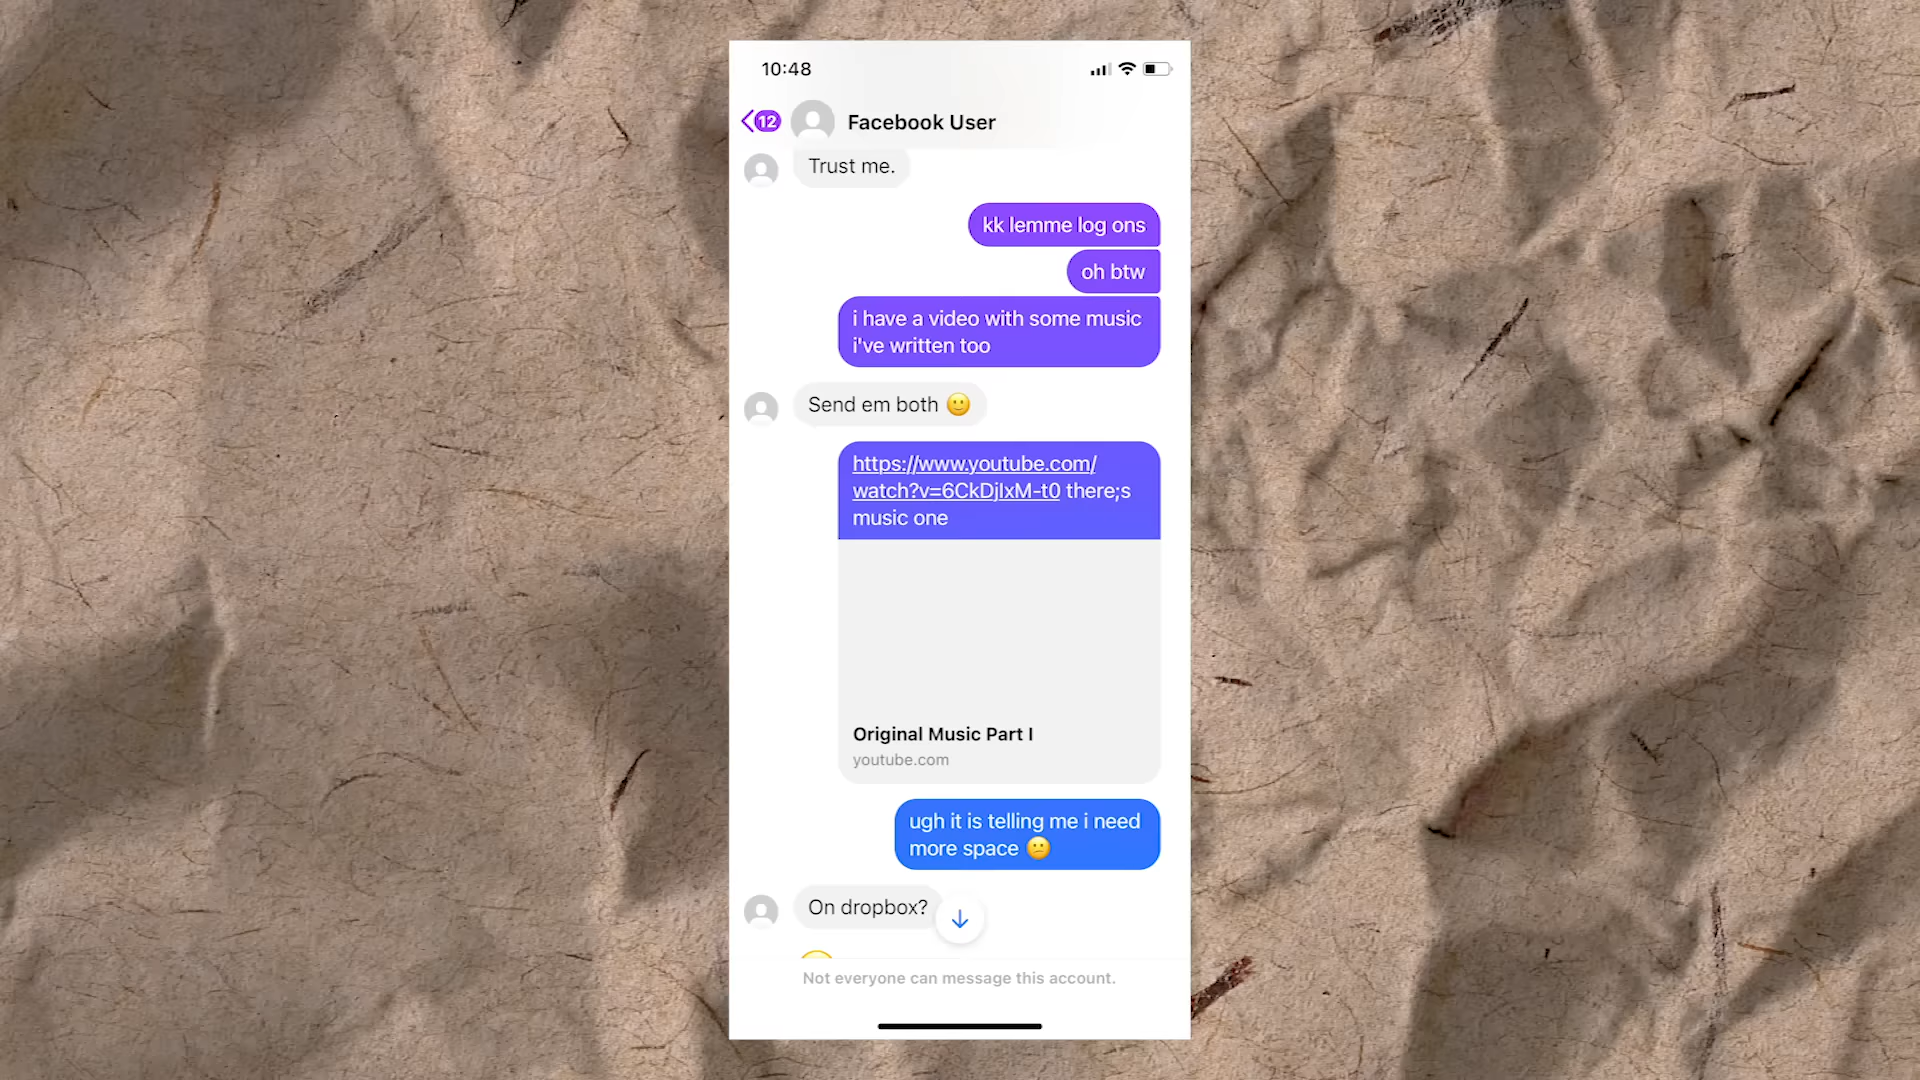 10:48
12
Facebook User
Trust me.
kk lemme log ons
oh btw
i have a video with some music
i've written too
Send em both 🙂
https://www.youtube.com/
watch?v=6CkDjlxM-t0 there;s
music one
Original Music Part I
youtube.com
ugh it is telling me i need
more space 😕
On dropbox?
Not everyone can message this account.